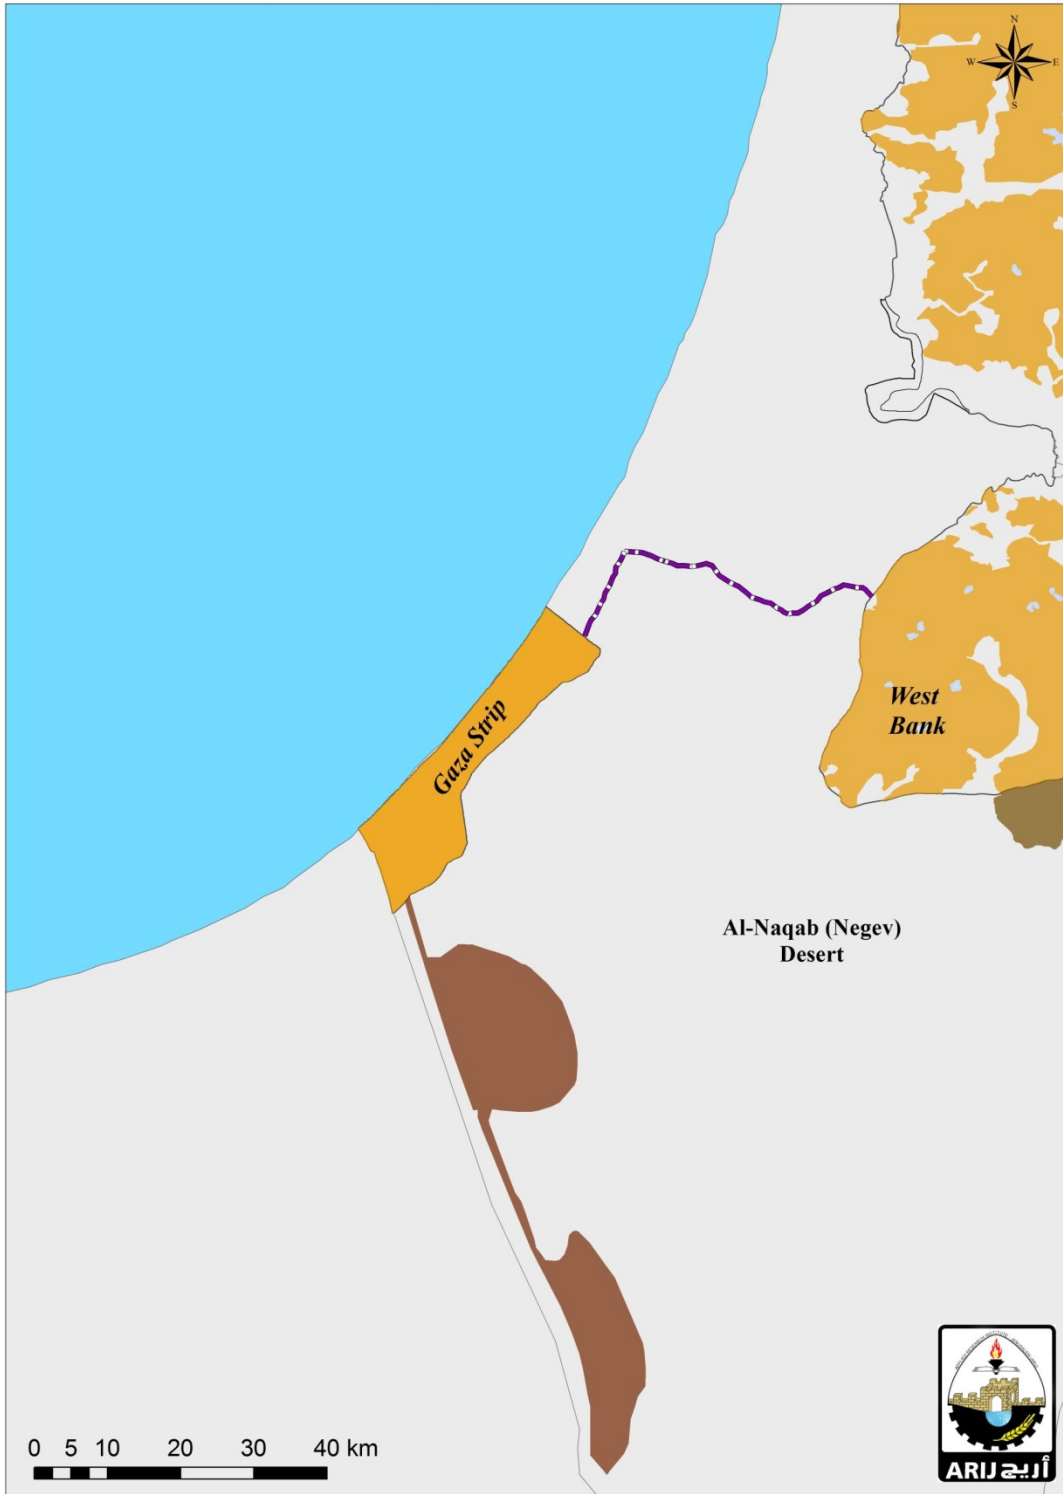 N
W E
S
West
Bank
Gaza Strip
Al-Naqab (Negev)
Desert
0 5 10 20 30 40 km
ARIJ أريج